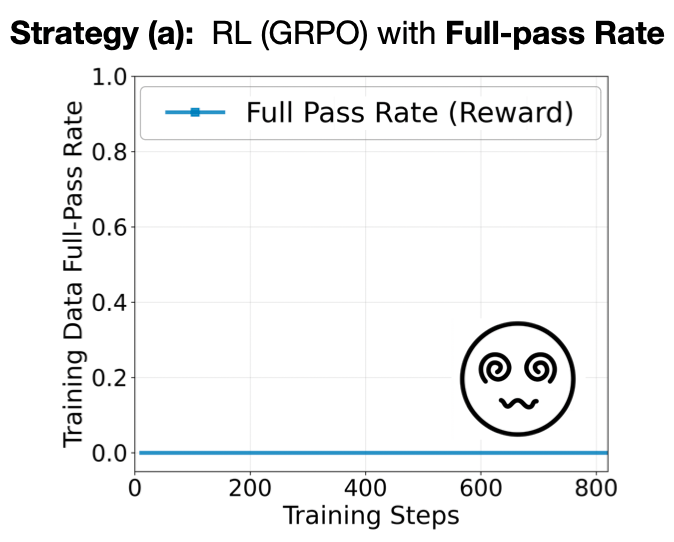 Strategy (a): RL (GRPO) with Full-pass Rate
Full Pass Rate (Reward)
Training Data Full-Pass Rate
1.0
0.8
0.6
0.4
0.2
0.0
0 200 400 600 800
Training Steps